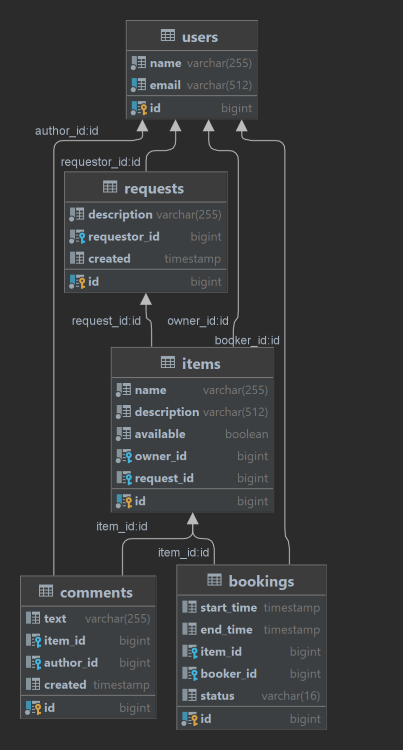 users
name varchar(255)
email varchar(512)
id bigint
author_id:id
requestor_id:id
requests
description varchar(255)
requestor_id bigint
created timestamp
id bigint
request_id:id
owner_id:id
booker_id:id
items
name varchar(255)
description varchar(512)
available boolean
owner_id bigint
request_id bigint
id bigint
item_id:id
item_id:id
comments
text varchar(255)
item_id bigint
author_id bigint
created timestamp
id bigint
bookings
start_time timestamp
end_time timestamp
item_id bigint
booker_id bigint
status varchar(16)
id bigint